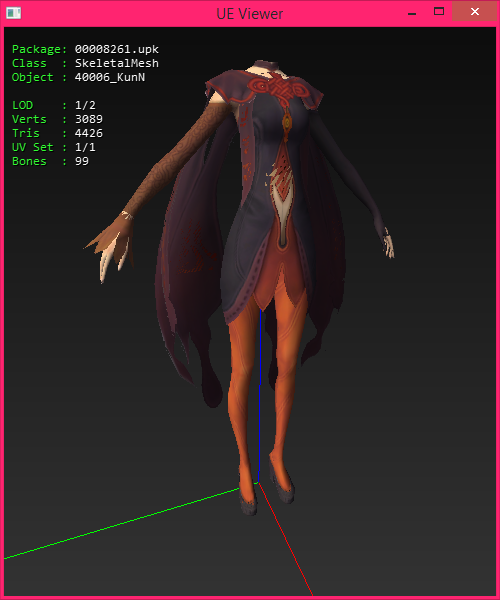 UE Viewer
Package: 00008261.upk
Class : SkeletalMesh
Object : 40006_KunN
LOD : 1/2
Verts : 3089
Tris : 4426
UV Set : 1/1
Bones : 99